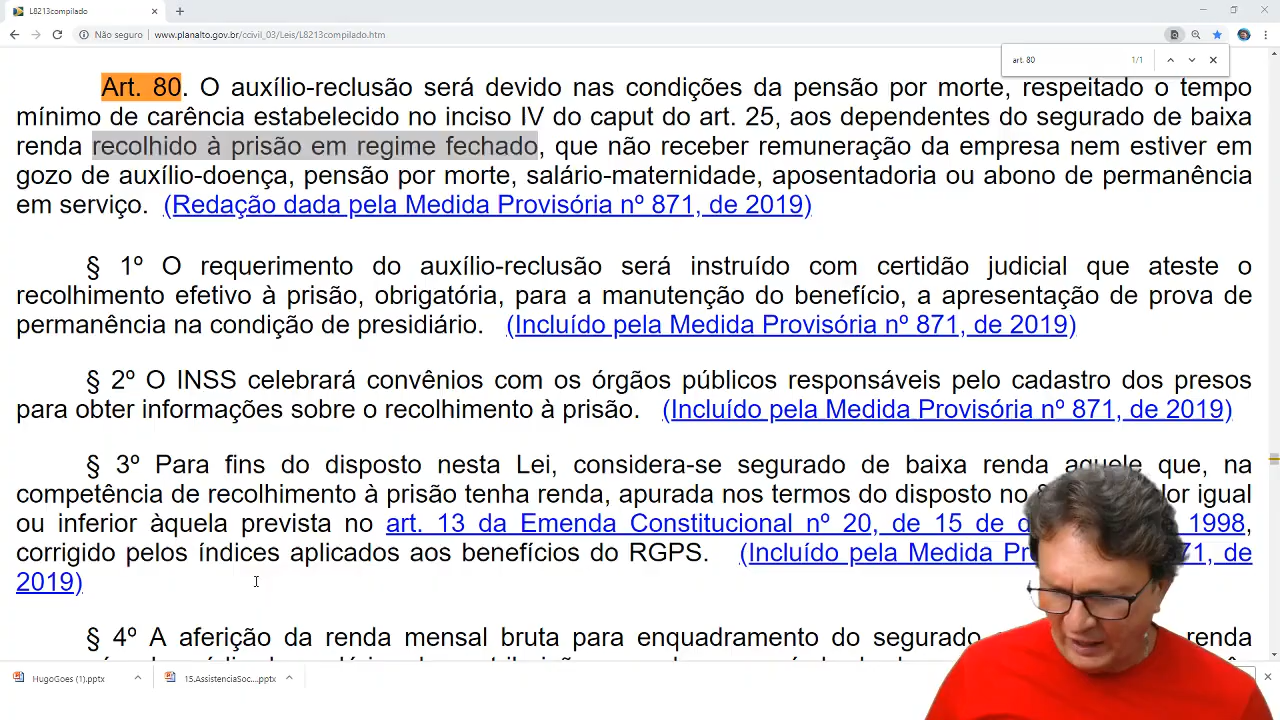 L8213compilado
Não seguro
www.planalto.gov.br/ccivil_03/Leis/L8213compilado.htm
art. 80
1/1
Art. 80. O auxílio-reclusão será devido nas condições da pensão por morte, respeitado o tempo
mínimo de carência estabelecido no inciso IV do caput do art. 25, aos dependentes do segurado de baixa
renda recolhido à prisão em regime fechado, que não receber remuneração da empresa nem estiver em
gozo de auxílio-doença, pensão por morte, salário-maternidade, aposentadoria ou abono de permanência
em serviço. (Redação dada pela Medida Provisória nº 871, de 2019)
§ 1º O requerimento do auxílio-reclusão será instruído com certidão judicial que ateste o
recolhimento efetivo à prisão, obrigatória, para a manutenção do benefício, a apresentação de prova de
permanência na condição de presidiário. (Incluído pela Medida Provisória nº 871, de 2019)
§ 2º O INSS celebrará convênios com os órgãos públicos responsáveis pelo cadastro dos presos
para obter informações sobre o recolhimento à prisão. (Incluído pela Medida Provisória nº 871, de 2019)
§ 3º Para fins do disposto nesta Lei, considera-se segurado de baixa renda aquele que, na
competência de recolhimento à prisão tenha renda, apurada nos termos do disposto no igual
ou inferior àquela prevista no art. 13 da Emenda Constitucional nº 20, de 15 de 1998,
corrigido pelos índices aplicados aos benefícios do RGPS. (Incluído pela Medida de
2019)
§ 4º A aferição da renda mensal bruta para enquadramento do segurado renda
HugoGoes (1).pptx
15.AssistenciaSoc....pptx